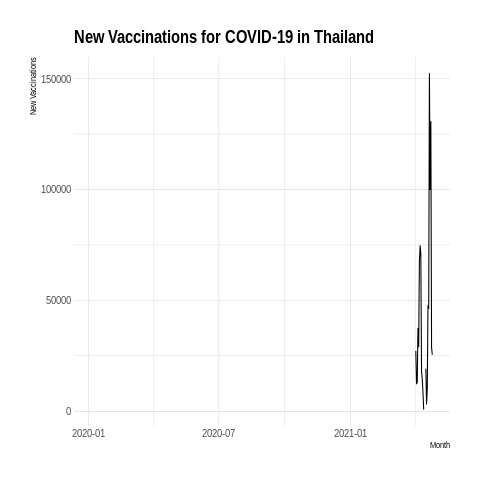 New Vaccinations for COVID-19 in Thailand
New Vaccinations
150000
100000
50000
0
2020-01 2020-07 2021-01
Month